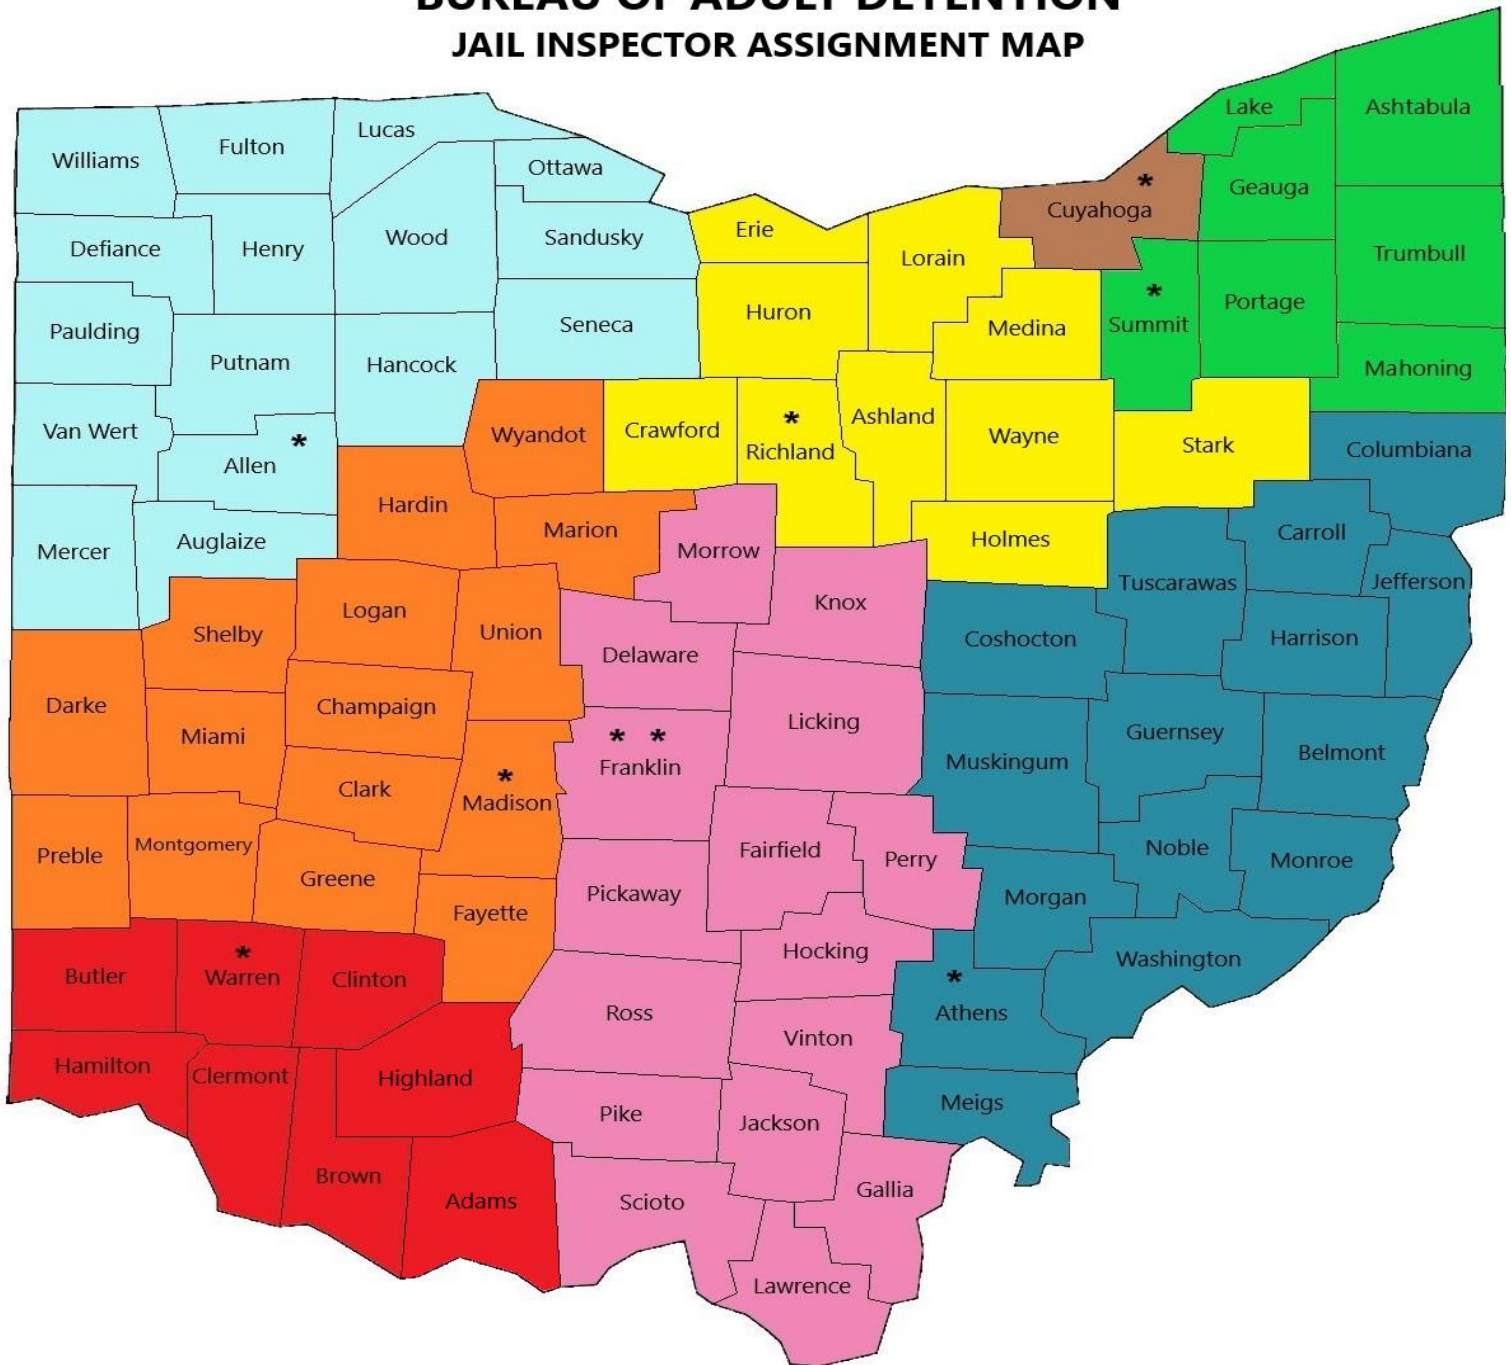 BUREAU OF ADULT DETENTION
JAIL INSPECTOR ASSIGNMENT MAP
Williams
Fulton
Lucas
Ottawa
Lake
Ashtabula
Defiance
Henry
Wood
Sandusky
Erie
Lorain
*
Cuyahoga
Geauga
Trumbull
Paulding
Putnam
Hancock
Seneca
Huron
Medina
*
Summit
Portage
Mahoning
Van Wert
*
Allen
Wyandot
Crawford
*
Richland
Ashland
Wayne
Stark
Columbiana
Mercer
Auglaize
Hardin
Marion
Morrow
Holmes
Carroll
Jefferson
Tuscarawas
Shelby
Logan
Union
Knox
Delaware
Coshocton
Harrison
Darke
Miami
Champaign
* *
Franklin
Licking
Muskingum
Guernsey
Belmont
Clark
*
Madison
Preble
Montgomery
Greene
Fairfield
Perry
Noble
Monroe
Fayette
Pickaway
Morgan
Butler
*
Warren
Clinton
Hocking
Washington
Ross
*
Athens
Vinton
Hamilton
Clermont
Highland
Pike
Jackson
Meigs
Brown
Adams
Scioto
Gallia
Lawrence